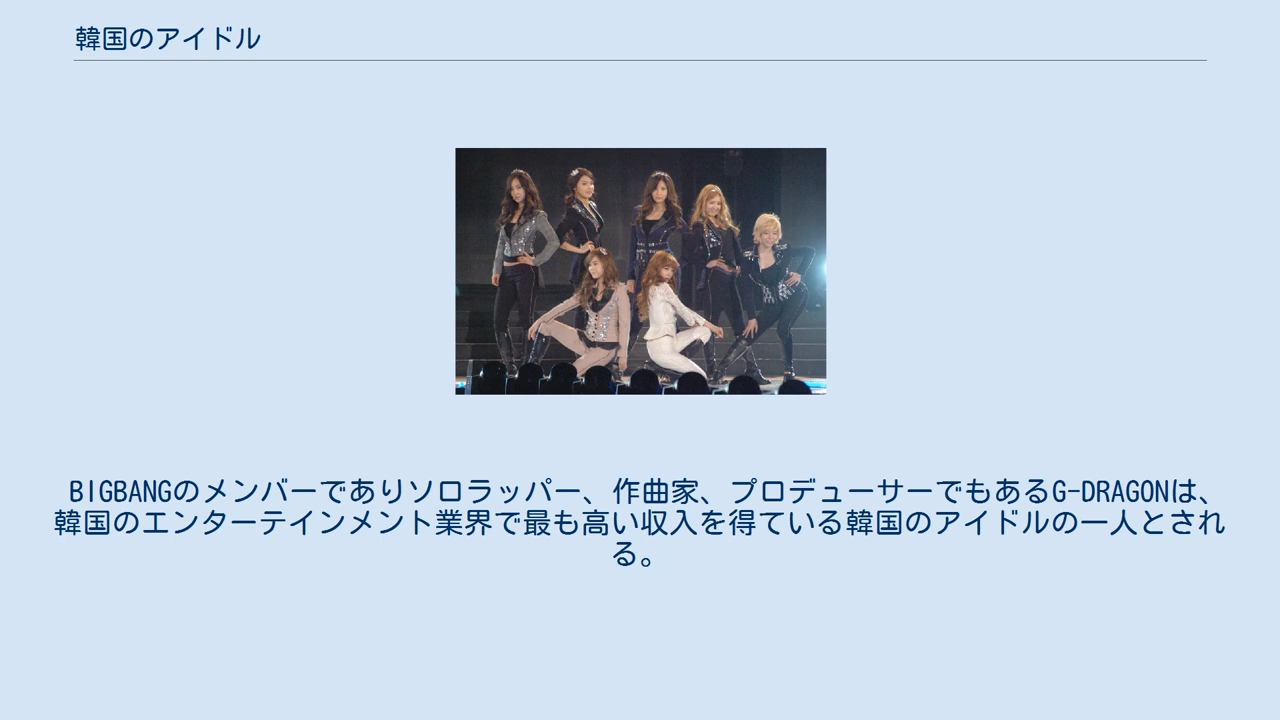 韓国のアイドル
BIGBANGのメンバーでありソロラッパー、作曲家、プロデューサーでもあるG-DRAGONは、
韓国のエンターテインメント業界で最も高い収入を得ている韓国のアイドルの一人とされ
る。